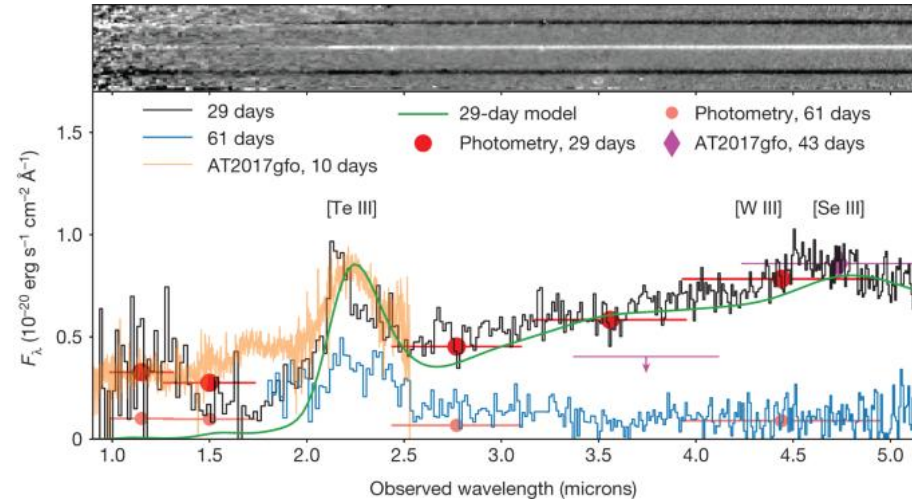 29 days
61 days
AT2017gfo, 10 days
29-day model
Photometry, 29 days
Photometry, 61 days
AT2017gfo, 43 days
[Te III]
[W III]
[Se III]
1.5
1.0
0.5
0
F_λ (10⁻²⁰ erg s⁻¹ cm⁻² Å⁻¹)
1.0 1.5 2.0 2.5 3.0 3.5 4.0 4.5 5.0
Observed wavelength (microns)